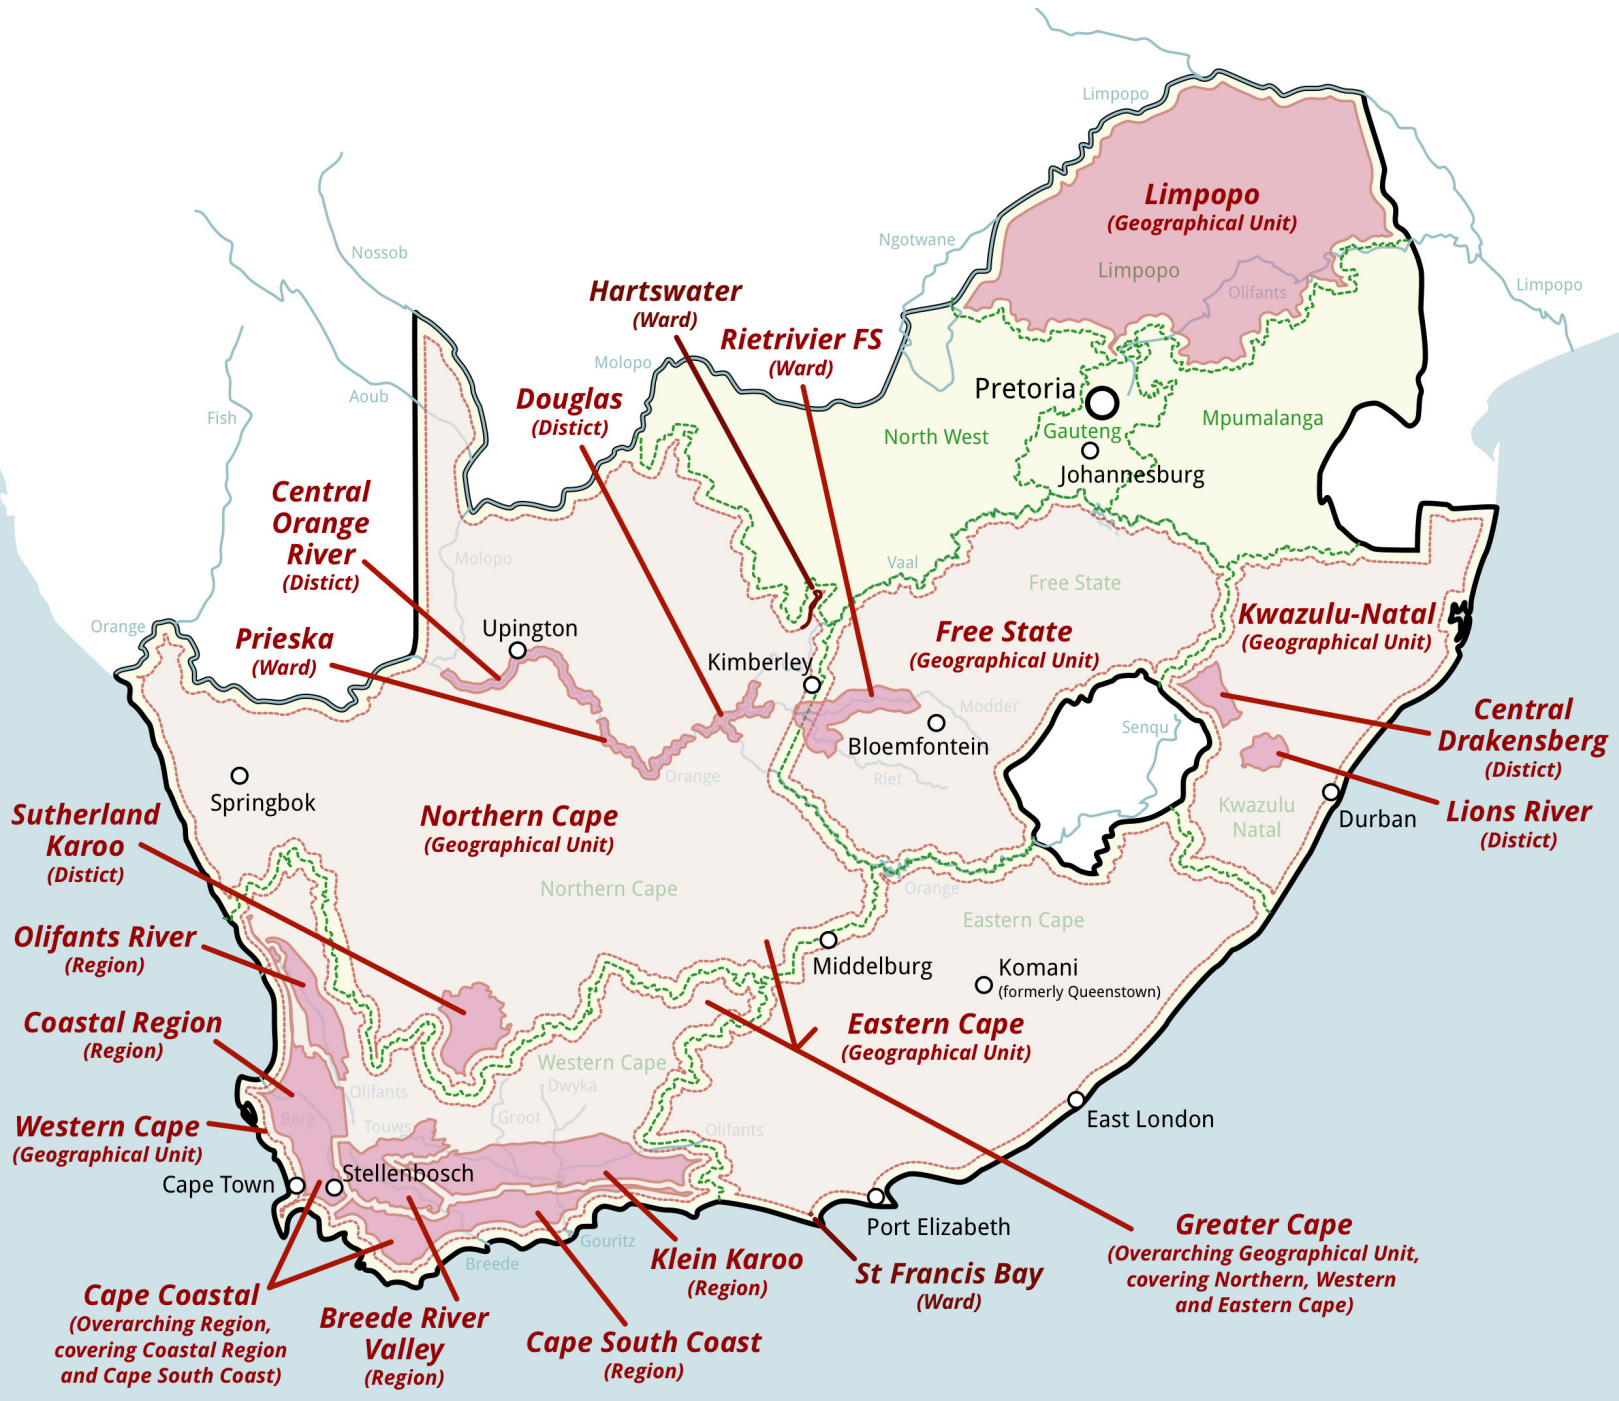 Limpopo
Limpopo
(Geographical Unit)
Limpopo
Olifants
Limpopo
Ngotwane
Nossob
Aoub
Fish
Orange
Molopo
Molopo
Hartswater
(Ward)
Rietrivier FS
(Ward)
Douglas
(Distict)
Pretoria
Gauteng
Johannesburg
North West
Mpumalanga
Central
Orange
River
(Distict)
Prieska
(Ward)
Upington
Kimberley
Vaal
Free State
Free State
(Geographical Unit)
Kwazulu-Natal
(Geographical Unit)
Central
Drakensberg
(Distict)
Lions River
(Distict)
Kwazulu
Natal
Durban
Senqu
Modder
Bloemfontein
Riet
Orange
Springbok
Northern Cape
(Geographical Unit)
Northern Cape
Sutherland
Karoo
(Distict)
Olifants River
(Region)
Coastal Region
(Region)
Western Cape
(Geographical Unit)
Orange
Eastern Cape
Middelburg
Komani
(formerly Queenstown)
Eastern Cape
(Geographical Unit)
Western Cape
Dwyka
Groot
Olifants
Touws
Berg
Olifants
Stellenbosch
Cape Town
East London
Port Elizabeth
Gouritz
Breede
Klein Karoo
(Region)
St Francis Bay
(Ward)
Greater Cape
(Overarching Geographical Unit,
covering Northern, Western
and Eastern Cape)
Cape Coastal
(Overarching Region,
covering Coastal Region
and Cape South Coast)
Breede River
Valley
(Region)
Cape South Coast
(Region)